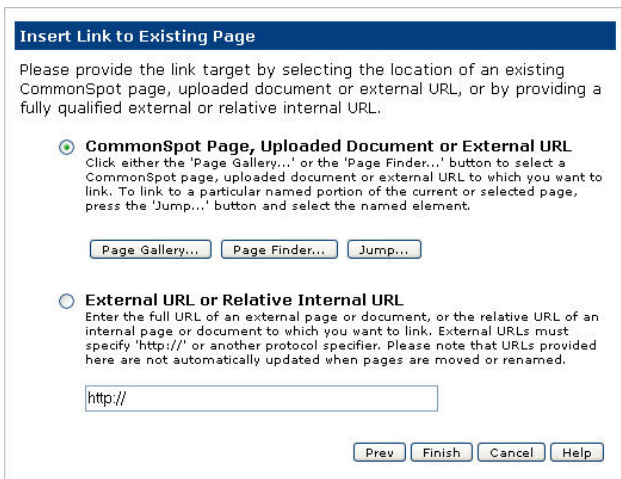 Insert Link to Existing Page
Please provide the link target by selecting the location of an existing
CommonSpot page, uploaded document or external URL, or by providing a
fully qualified external or relative internal URL.
CommonSpot Page, Uploaded Document or External URL
Click either the 'Page Gallery...' or the 'Page Finder...' button to select a
CommonSpot page, uploaded document or external URL to which you want to
link. To link to a particular named portion of the current or selected page,
press the 'Jump...' button and select the named element.
Page Gallery... Page Finder... Jump...
External URL or Relative Internal URL
Enter the full URL of an external page or document, or the relative URL of an
internal page or document to which you want to link. External URLs must
specify 'http://' or another protocol specifier. Please note that URLs provided
here are not automatically updated when pages are moved or renamed.
http://
Prev Finish Cancel Help